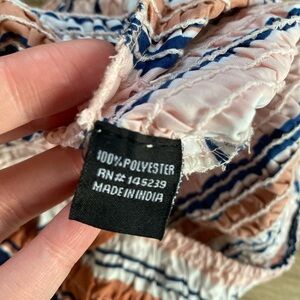 100% POLYESTER
RN# 145239
MADE IN INDIA